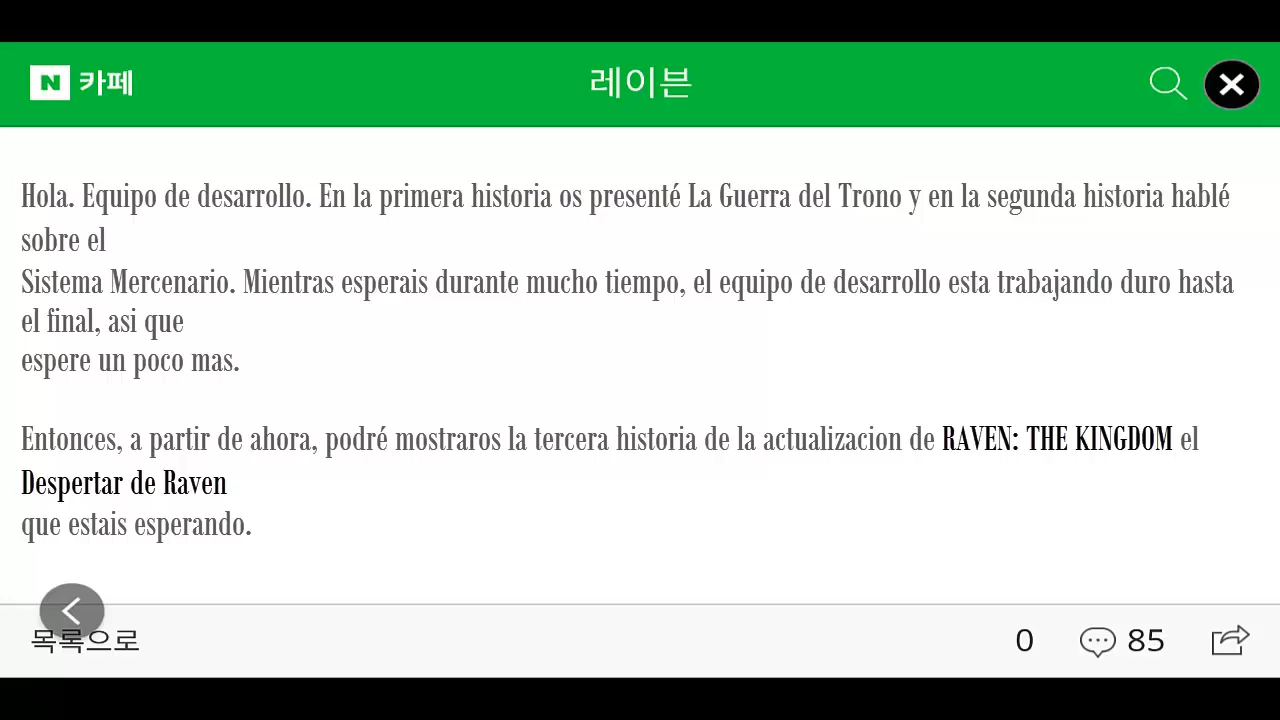 N 카페
레이븐
Hola. Equipo de desarrollo. En la primera historia os presenté La Guerra del Trono y en la segunda historia hablé
sobre el
Sistema Mercenario. Mientras esperais durante mucho tiempo, el equipo de desarrollo esta trabajando duro hasta
el final, asi que
espere un poco mas.
Entonces, a partir de ahora, podré mostraros la tercera historia de la actualizacion de RAVEN: THE KINGDOM el
Despertar de Raven
que estais esperando.
목록으로
0
85